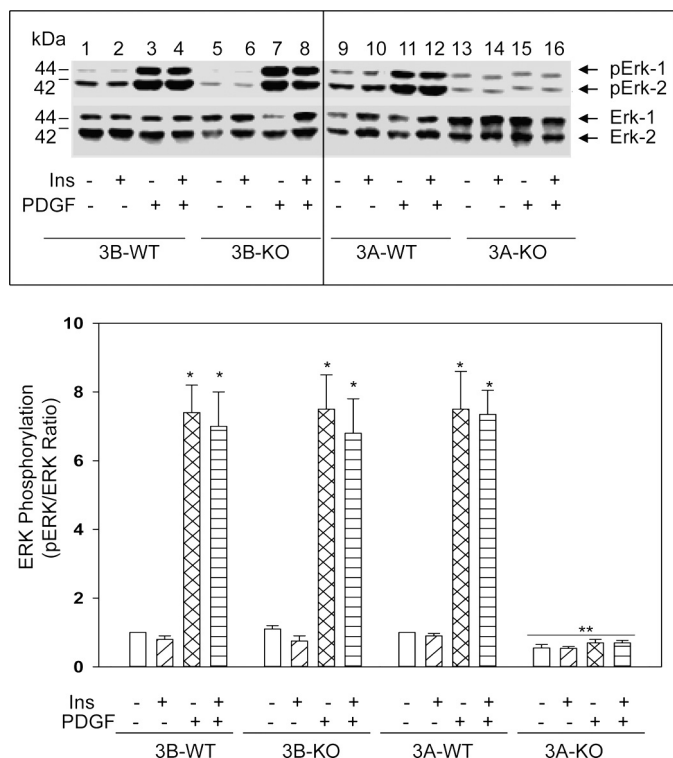 kDa
1 2 3 4 5 6 7 8 9 10 11 12 13 14 15 16
44 pErk-1
42 pErk-2
44 Erk-1
42 Erk-2
Ins - + - + - + - + - + - + - + - +
PDGF - - + + - - + + - - + + - - + +
3B-WT 3B-KO 3A-WT 3A-KO
ERK Phosphorylation
(pERK/ERK Ratio)
10
8
6
4
2
0
* * * * * * **
Ins - + - + - + - + - + - + - + - +
PDGF - - + + - - + + - - + + - - + +
3B-WT 3B-KO 3A-WT 3A-KO